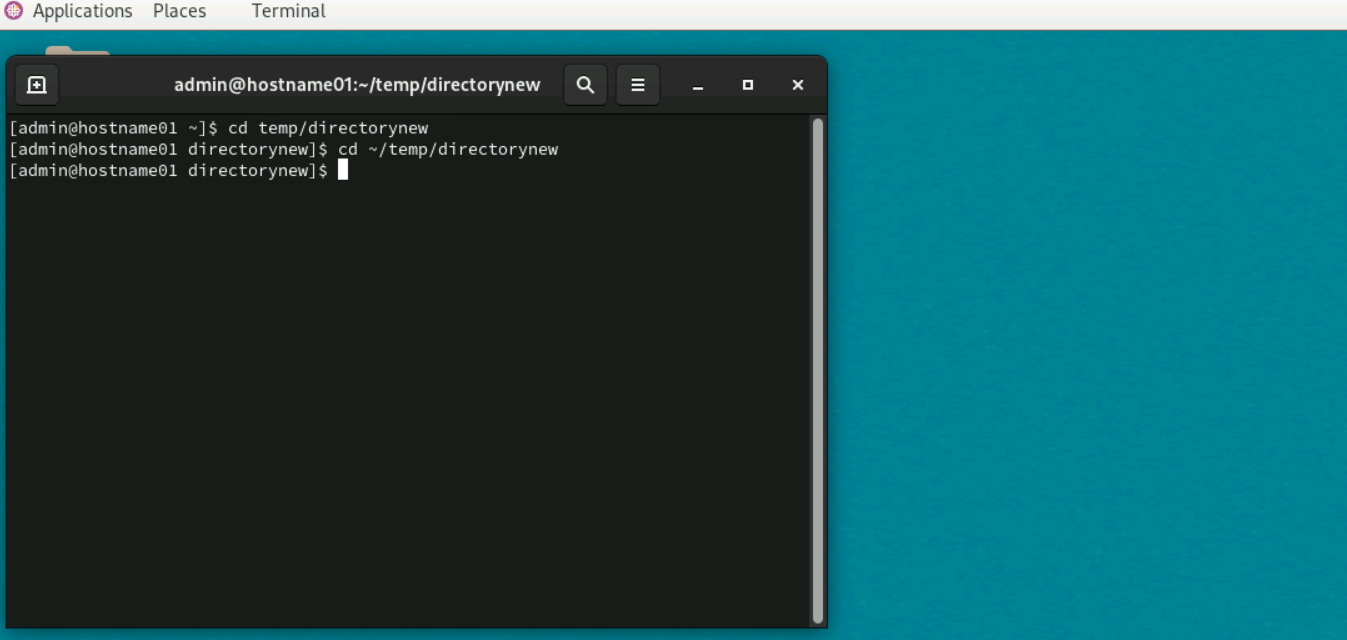 Applications Places Terminal
admin@hostname01:~/temp/directorynew
[admin@hostname01 ~]$ cd temp/directorynew
[admin@hostname01 directorynew]$ cd ~/temp/directorynew
[admin@hostname01 directorynew]$